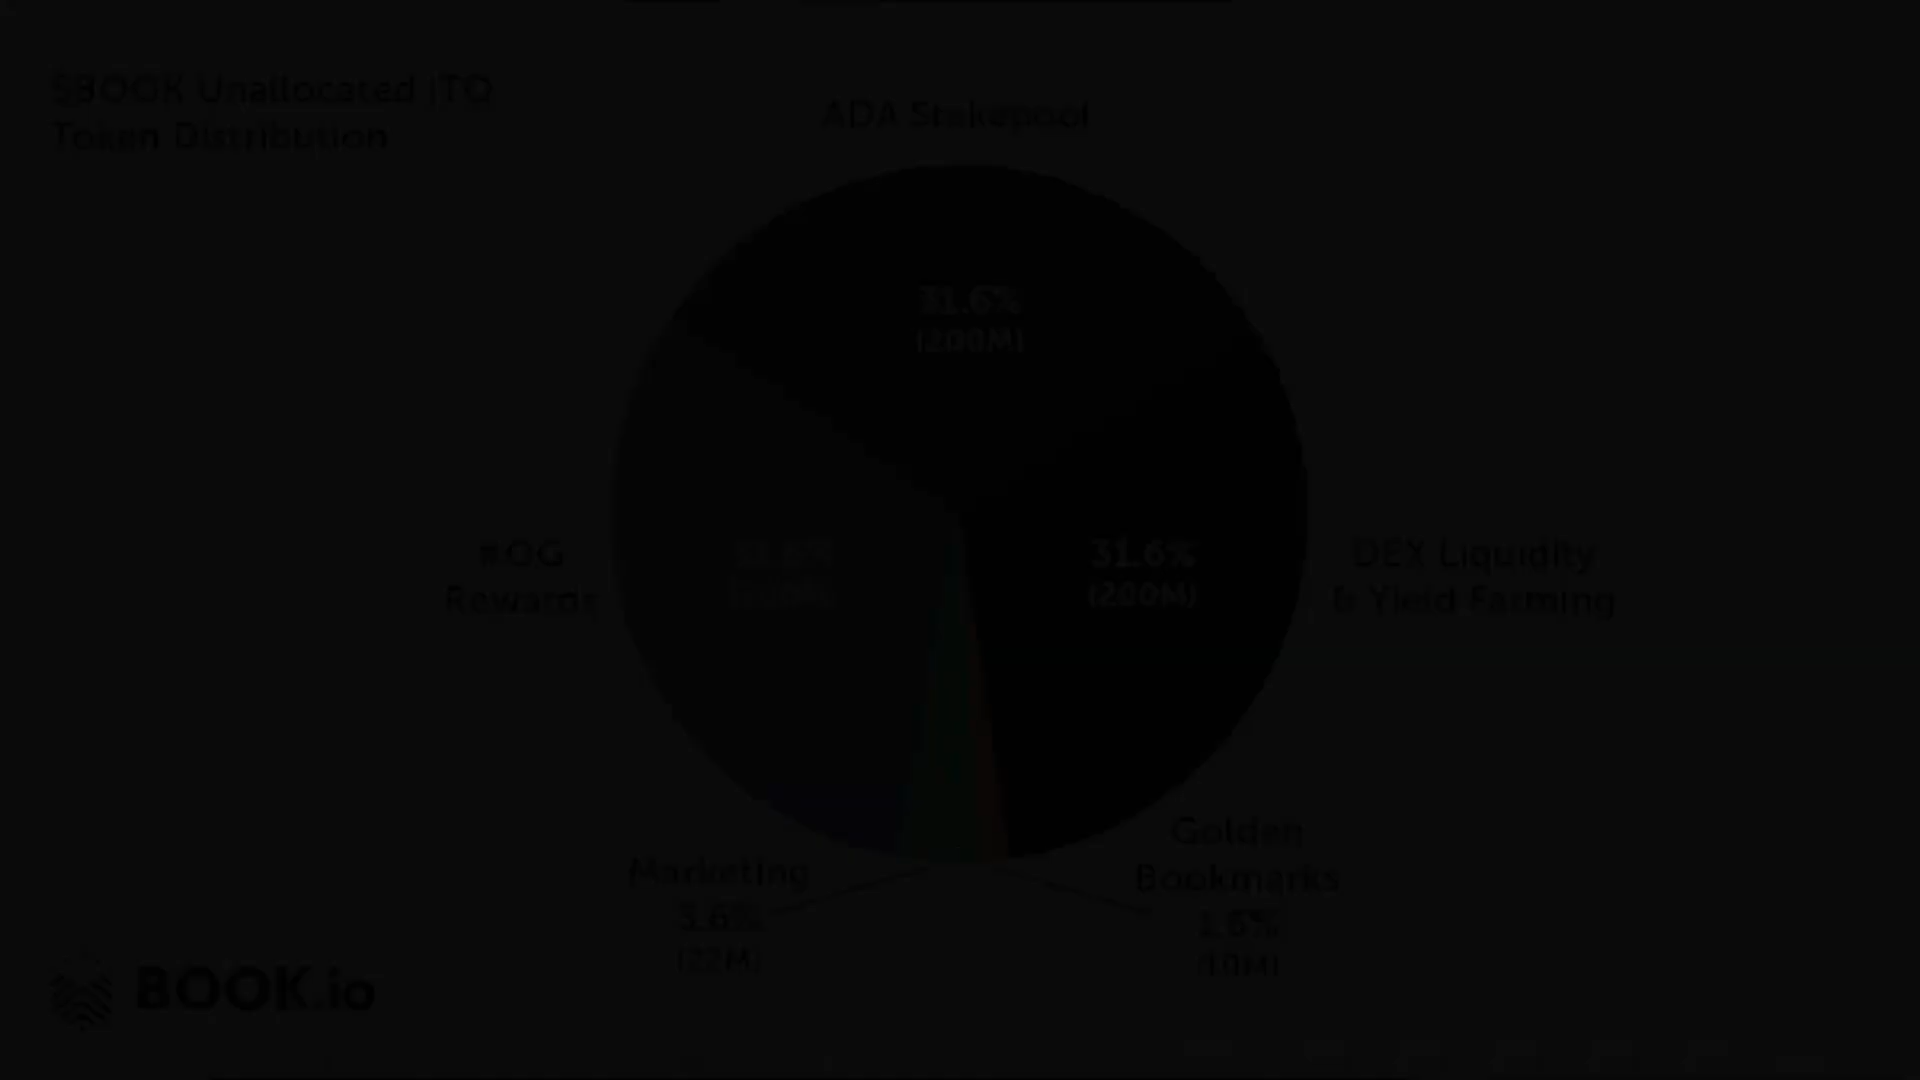 $BOOK Unallocated ITO
Token Distribution
ADA Stakepool
31.6%
(200M)
#OG
Rewards
31.6%
(200M)
DEX Liquidity
& Yield Farming
Marketing
3.6%
(22M)
Golden
Bookmarks
1.6%
(10M)
BOOK.io